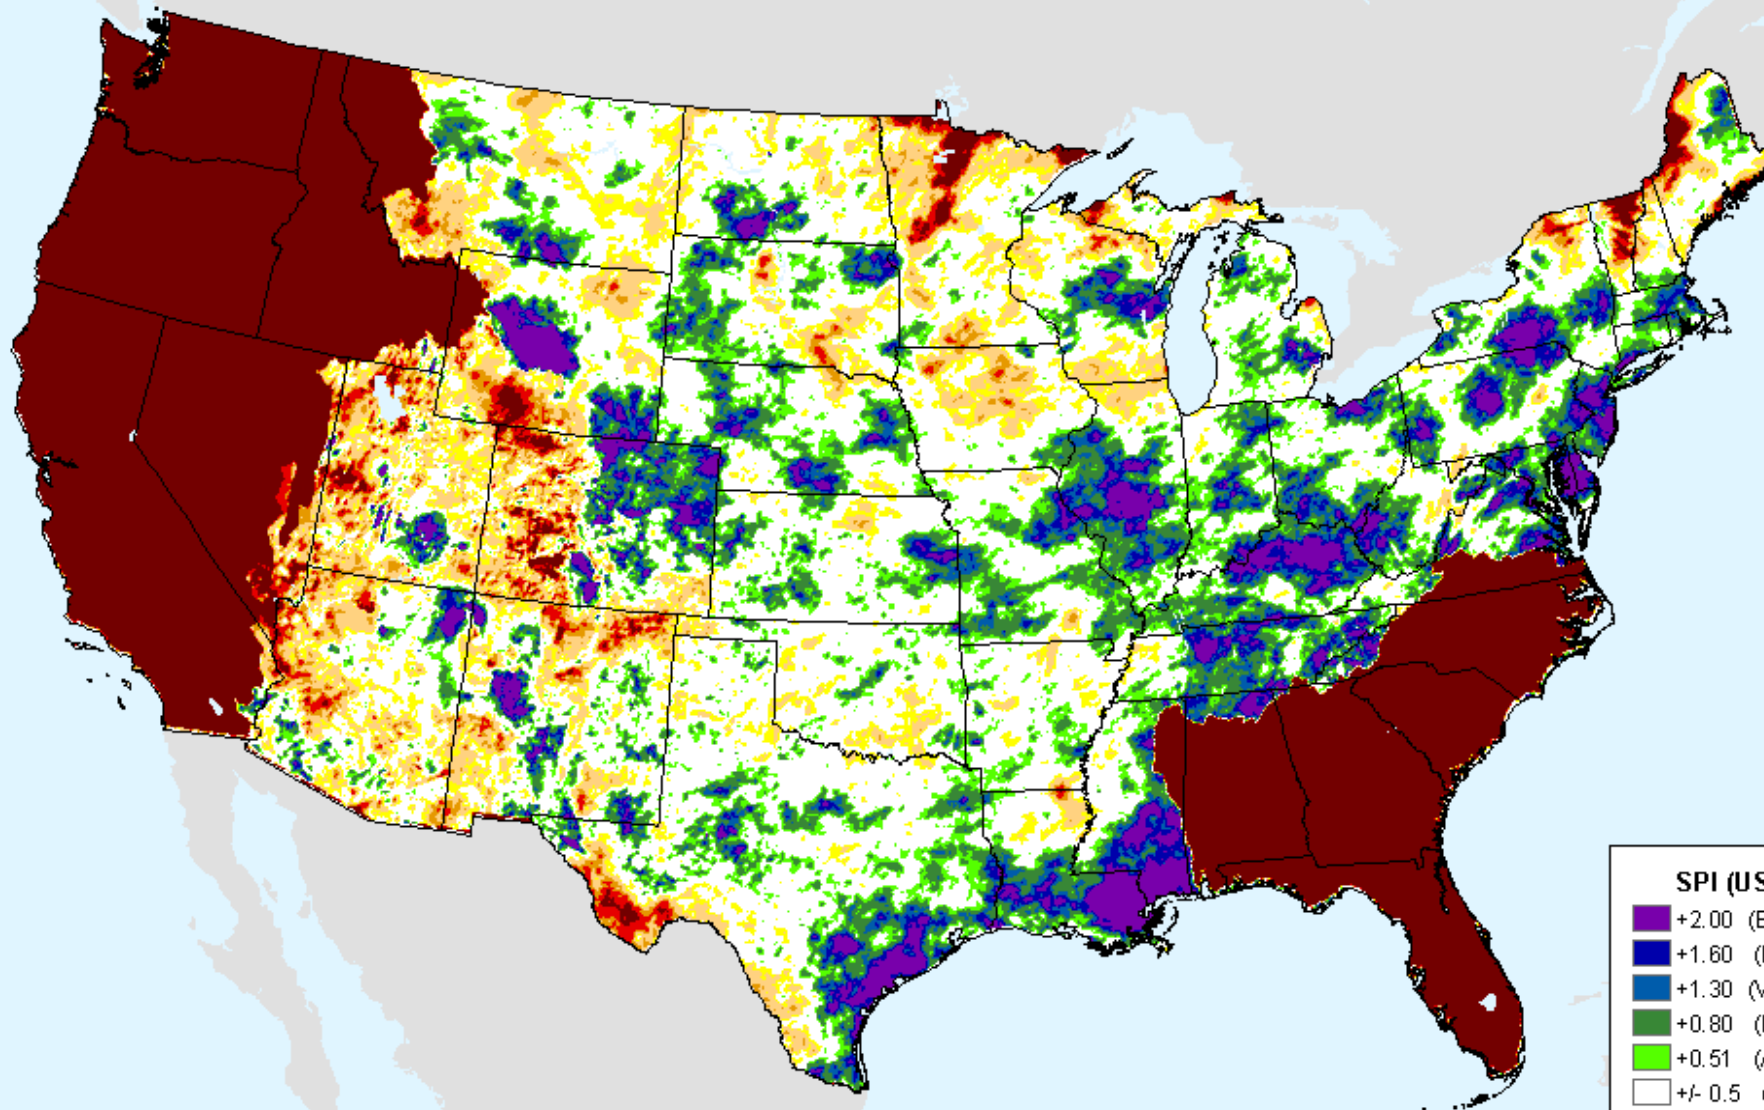 SPI (US
+2.00 (E
+1.60 (
+1.30 (V
+0.80 (
+0.51 (
+/- 0.5